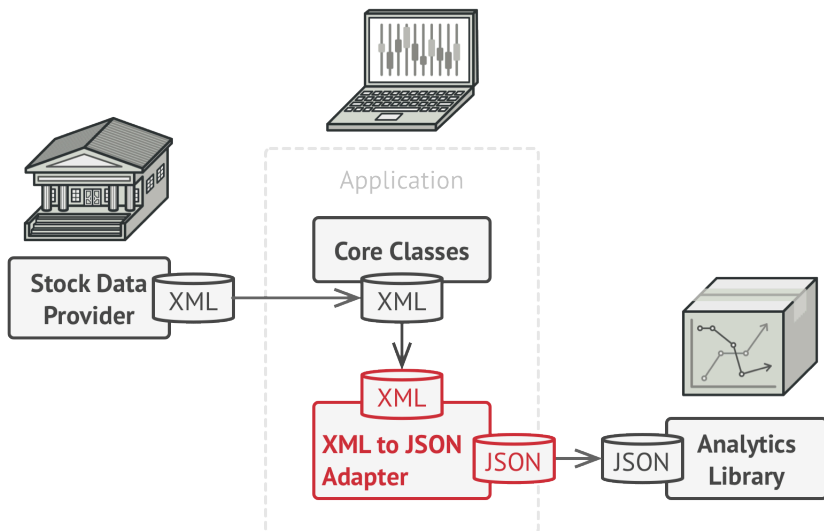 Application
Core Classes
Stock Data
Provider
XML
XML
XML
XML to JSON
Adapter
JSON
JSON
Analytics
Library